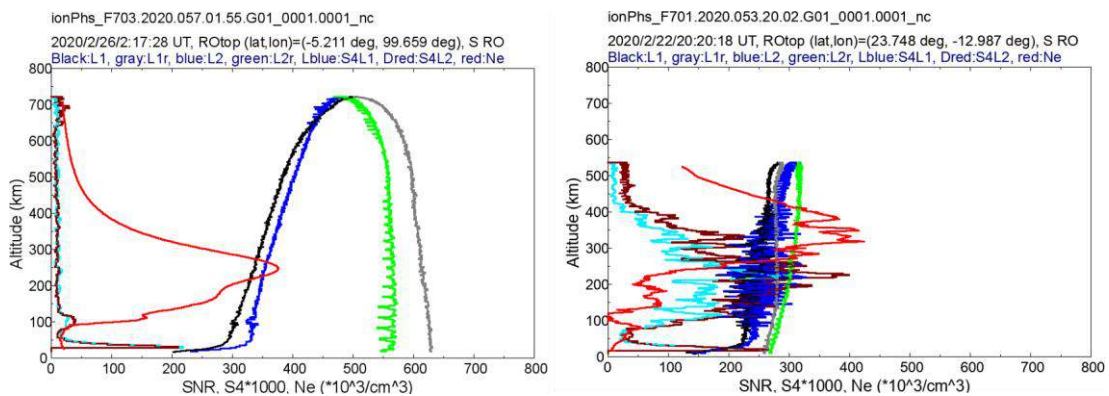 ionPhs_F703.2020.057.01.55.G01_0001.0001_nc
2020/2/26/2:17:28 UT, ROtop (lat,lon)=(-5.211 deg, 99.659 deg), S RO
Black:L1, gray:L1r, blue:L2, green:L2r, Lblue:S4L1, Dred:S4L2, red:Ne
800
700
600
500
400
300
200
100
0
Altitude (km)
0 100 200 300 400 500 600 700 800
SNR, S4*1000, Ne (*10^3/cm^3)
ionPhs_F701.2020.053.20.02.G01_0001.0001_nc
2020/2/22/20:20:18 UT, ROtop (lat,lon)=(23.748 deg, -12.987 deg), S RO
Black:L1, gray:L1r, blue:L2, green:L2r, Lblue:S4L1, Dred:S4L2, red:Ne
800
700
600
500
400
300
200
100
0
Altitude (km)
0 100 200 300 400 500 600 700 800
SNR, S4*1000, Ne (*10^3/cm^3)